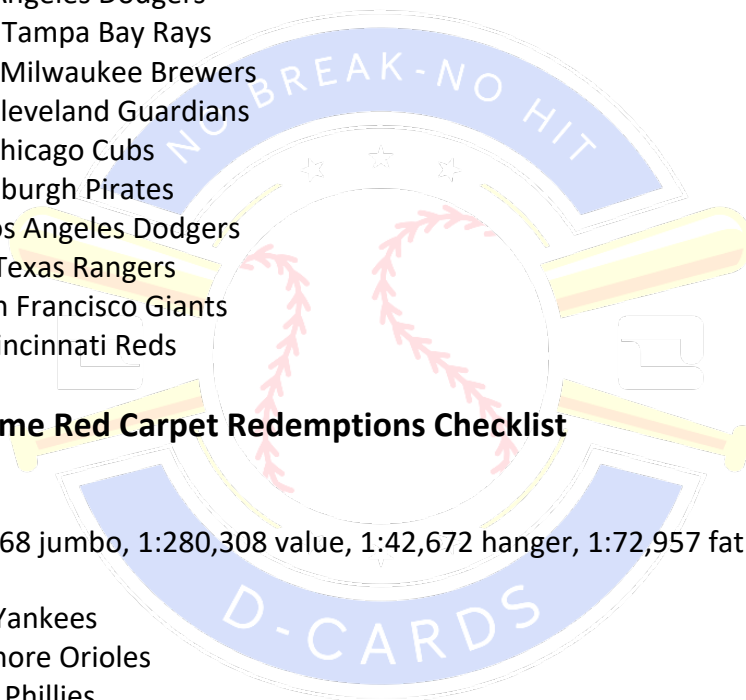 Angeles Dodgers
Tampa Bay Rays
Milwaukee Brewers
leveland Guardians
hicago Cubs
burgh Pirates
os Angeles Dodgers
Texas Rangers
n Francisco Giants
incinnati Reds
me Red Carpet Redemptions Checklist
68 jumbo, 1:280,308 value, 1:42,672 hanger, 1:72,957 fat
Yankees
more Orioles
Phillies
NO BREAK-NO HIT
D-CARDS